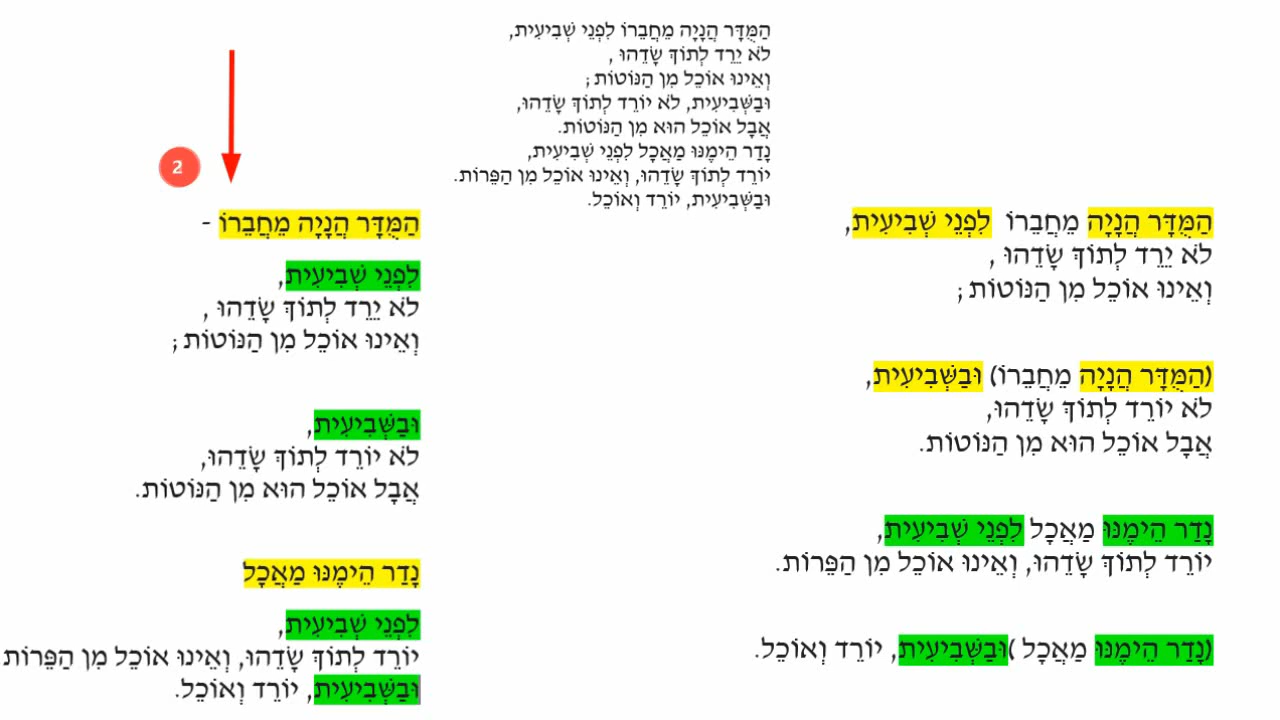 הַמֻּדָּר הֲנָיָה מֵחֲבֵרוֹ לִפְנֵי שְׁבִיעִית,
לֹא יֵרֵד לְתוֹךְ שָׂדֵהוּ ,
וְאֵינוּ אוֹכֵל מִן הַנּוֹטוֹת ;
וּבַשְּׁבִיעִית, לֹא יוֹרֵד לְתוֹךְ שָׂדֵהוּ,
אֲבָל אוֹכֵל הוּא מִן הַנּוֹטוֹת.
נָדַר הֵימֶנּוּ מַאֲכָל לִפְנֵי שְׁבִיעִית,
יוֹרֵד לְתוֹךְ שָׂדֵהוּ, וְאֵינוּ אוֹכֵל מִן הַפֵּרוֹת.
וּבַשְּׁבִיעִית, יוֹרֵד וְאוֹכֵל.
הַמֻּדָּר הֲנָיָה מֵחֲבֵרוֹ לִפְנֵי שְׁבִיעִית,
לֹא יֵרֵד לְתוֹךְ שָׂדֵהוּ ,
וְאֵינוּ אוֹכֵל מִן הַנּוֹטוֹת ;
(הַמֻּדָּר הֲנָיָה מֵחֲבֵרוֹ) וּבַשְּׁבִיעִית,
לֹא יוֹרֵד לְתוֹךְ שָׂדֵהוּ,
אֲבָל אוֹכֵל הוּא מִן הַנּוֹטוֹת.
נָדַר הֵימֶנּוּ מַאֲכָל לִפְנֵי שְׁבִיעִית,
יוֹרֵד לְתוֹךְ שָׂדֵהוּ, וְאֵינוּ אוֹכֵל מִן הַפֵּרוֹת.
(נָדַר הֵימֶנּוּ מַאֲכָל )וּבַשְּׁבִיעִית, יוֹרֵד וְאוֹכֵל.
2
הַמֻּדָּר הֲנָיָה מֵחֲבֵרוֹ -
לִפְנֵי שְׁבִיעִית,
לֹא יֵרֵד לְתוֹךְ שָׂדֵהוּ ,
וְאֵינוּ אוֹכֵל מִן הַנּוֹטוֹת ;
וּבַשְּׁבִיעִית,
לֹא יוֹרֵד לְתוֹךְ שָׂדֵהוּ,
אֲבָל אוֹכֵל הוּא מִן הַנּוֹטוֹת.
נָדַר הֵימֶנּוּ מַאֲכָל
לִפְנֵי שְׁבִיעִית,
יוֹרֵד לְתוֹךְ שָׂדֵהוּ, וְאֵינוּ אוֹכֵל מִן הַפֵּרוֹת
וּבַשְּׁבִיעִית, יוֹרֵד וְאוֹכֵל.